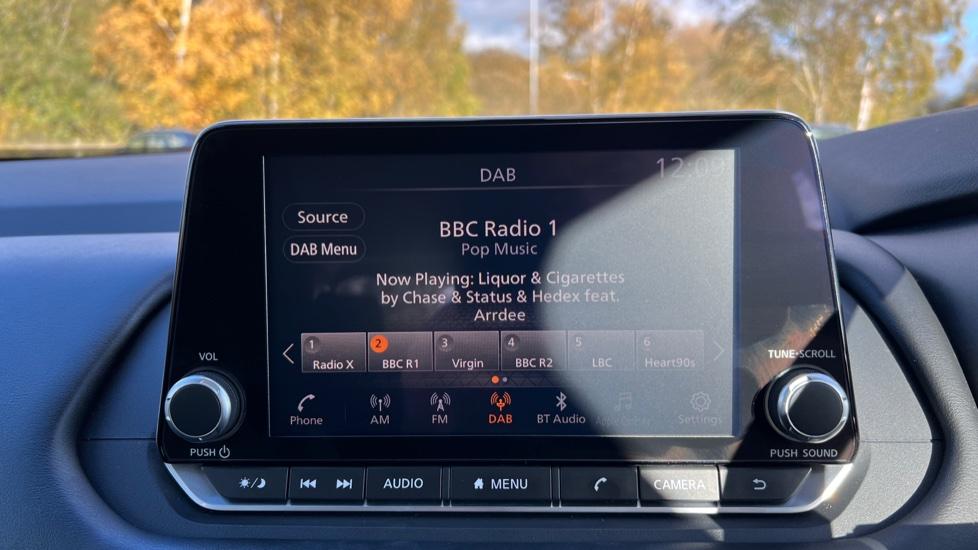 DAB
12:09
Source
DAB Menu
BBC Radio 1
Pop Music
Now Playing: Liquor & Cigarettes
by Chase & Status & Hedex feat.
Arrdee
1 2 3 4 5 6
Radio X BBC R1 Virgin BBC R2 LBC Heart90s
Phone AM FM DAB BT Audio Apple CarPlay Settings
VOL
TUNE•SCROLL
PUSH
PUSH SOUND
AUDIO MENU CAMERA